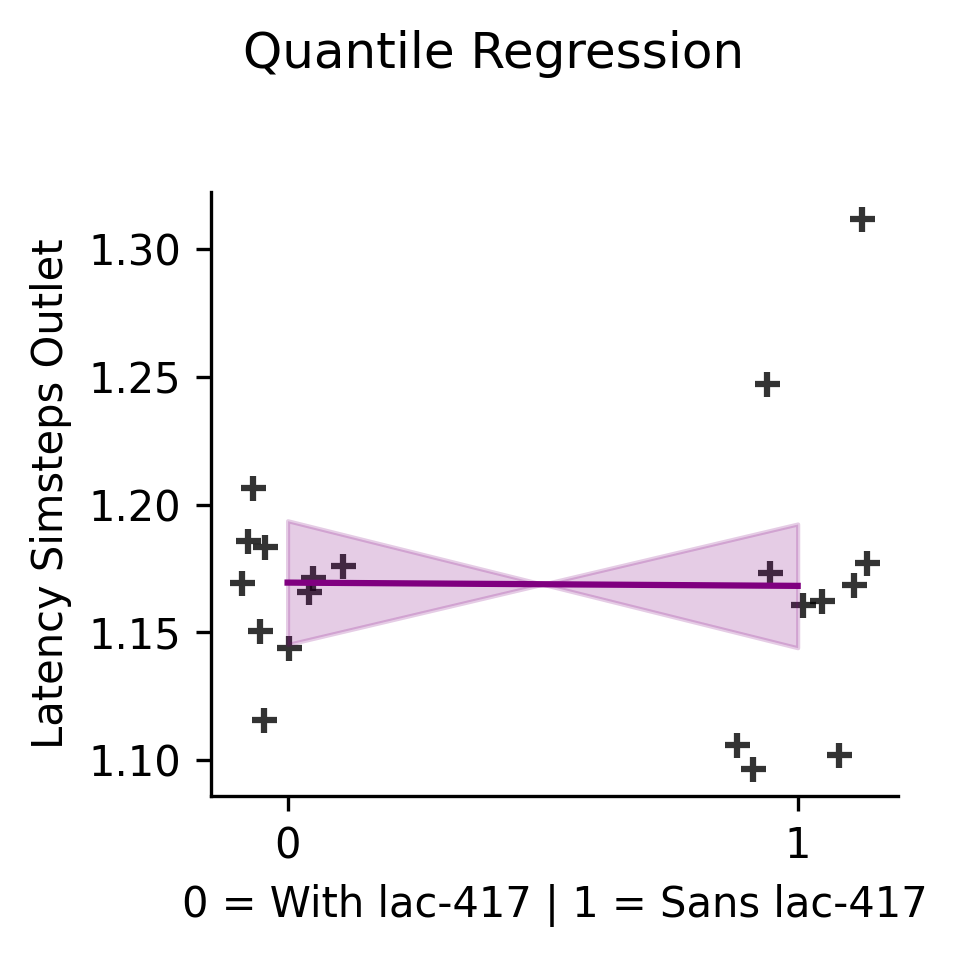 Quantile Regression
Latency Simsteps Outlet
1.30
1.25
1.20
1.15
1.10
0
1
0 = With lac-417 | 1 = Sans lac-417